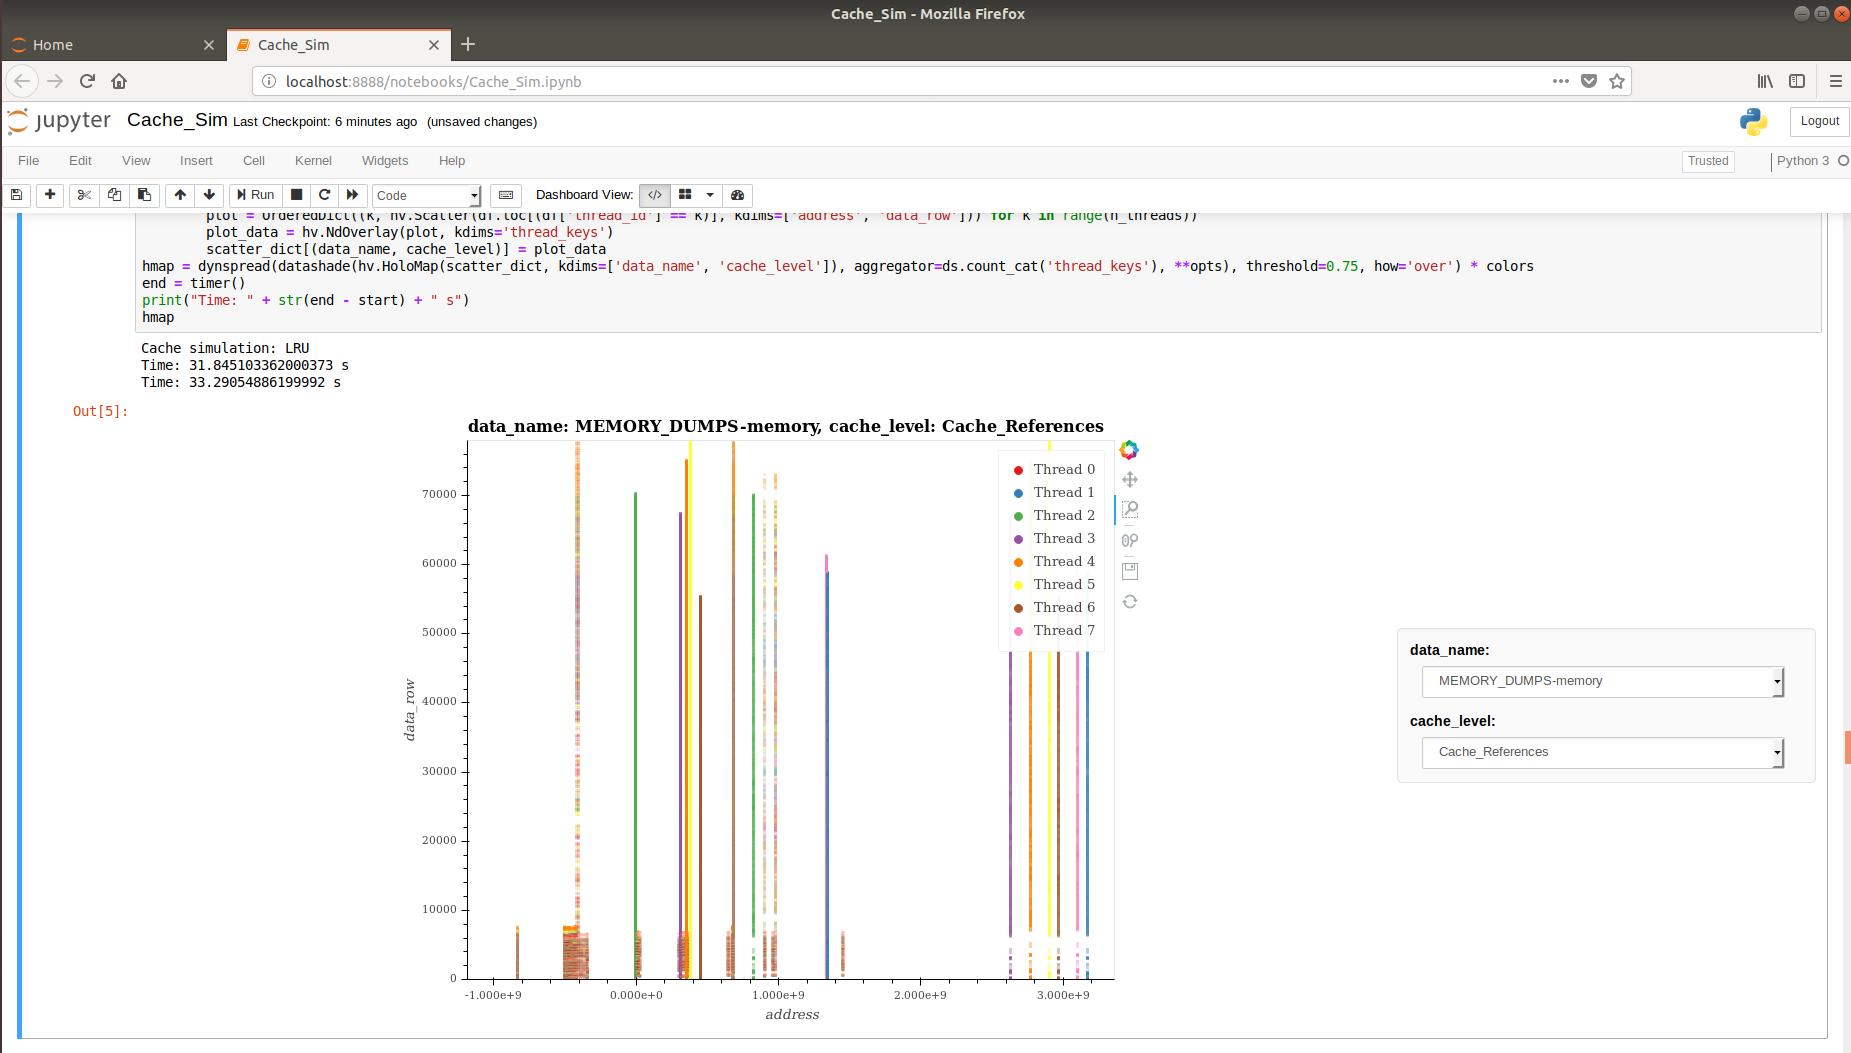 Cache_Sim - Mozilla Firefox
Home
Cache_Sim
localhost:8888/notebooks/Cache_Sim.ipynb
jupyter Cache_Sim Last Checkpoint: 6 minutes ago (unsaved changes)
Logout
File Edit View Insert Cell Kernel Widgets Help
Trusted
Python 3
Run
Code
Dashboard View:
plot = OrderedDict((k, hv.Scatter(df.loc[(df['thread_id'] == k)], kdims=['address', 'data_row'])) for k in range(n_threads))
plot_data = hv.NdOverlay(plot, kdims='thread_keys')
scatter_dict[(data_name, cache_level)] = plot_data
hmap = dynspread(datashade(hv.HoloMap(scatter_dict, kdims=['data_name', 'cache_level']), aggregator=ds.count_cat('thread_keys'), **opts), threshold=0.75, how='over') * colors
end = timer()
print("Time: " + str(end - start) + " s")
hmap
Cache simulation: LRU
Time: 31.845103362000373 s
Time: 33.29054886199992 s
Out[5]:
data_name: MEMORY_DUMPS-memory, cache_level: Cache_References
Thread 0
Thread 1
Thread 2
Thread 3
Thread 4
Thread 5
Thread 6
Thread 7
70000
60000
50000
40000
30000
20000
10000
0
data_row
-1.000e+9 0.000e+0 1.000e+9 2.000e+9 3.000e+9
address
data_name:
MEMORY_DUMPS-memory
cache_level:
Cache_References